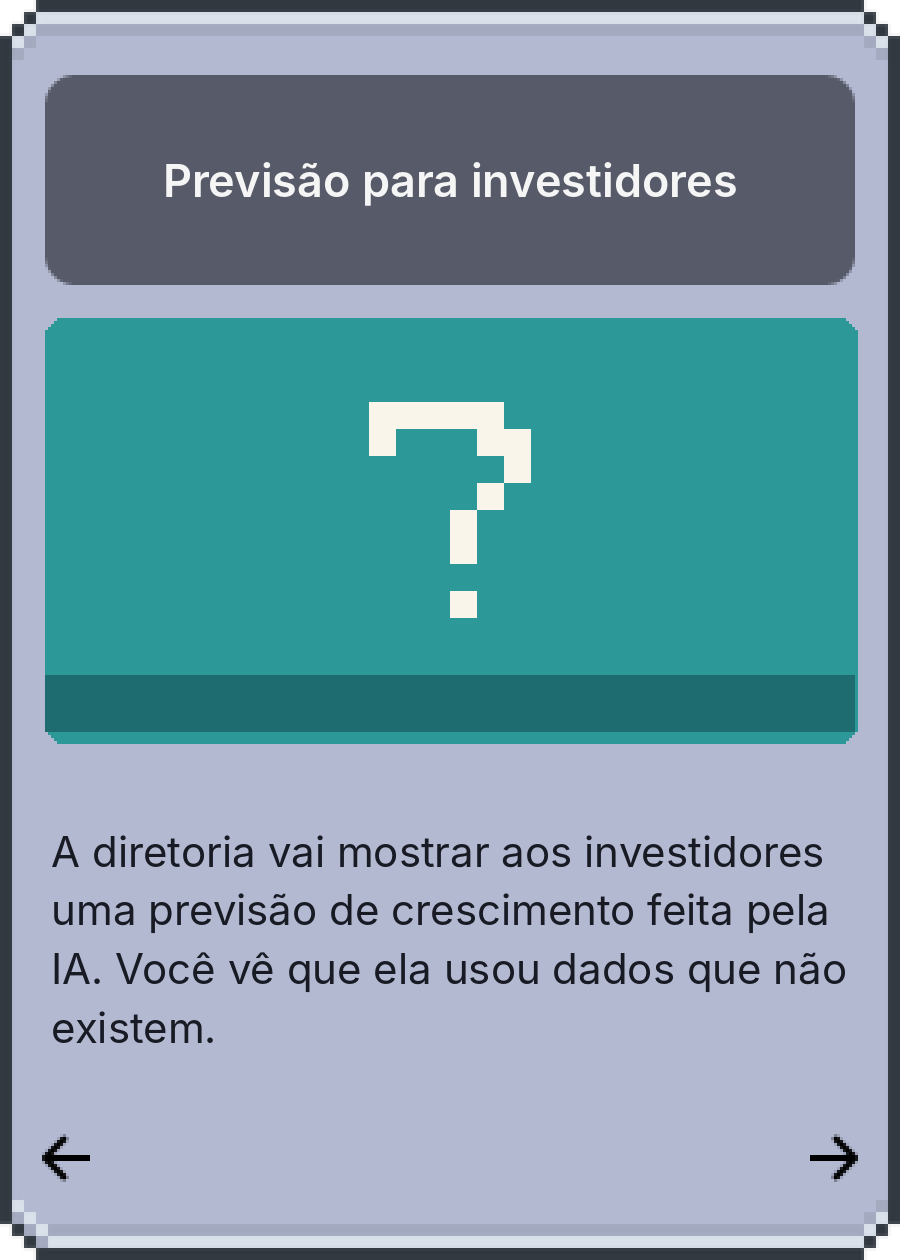 Previsão para investidores
?
A diretoria vai mostrar aos investidores
uma previsão de crescimento feita pela
IA. Você vê que ela usou dados que não
existem.